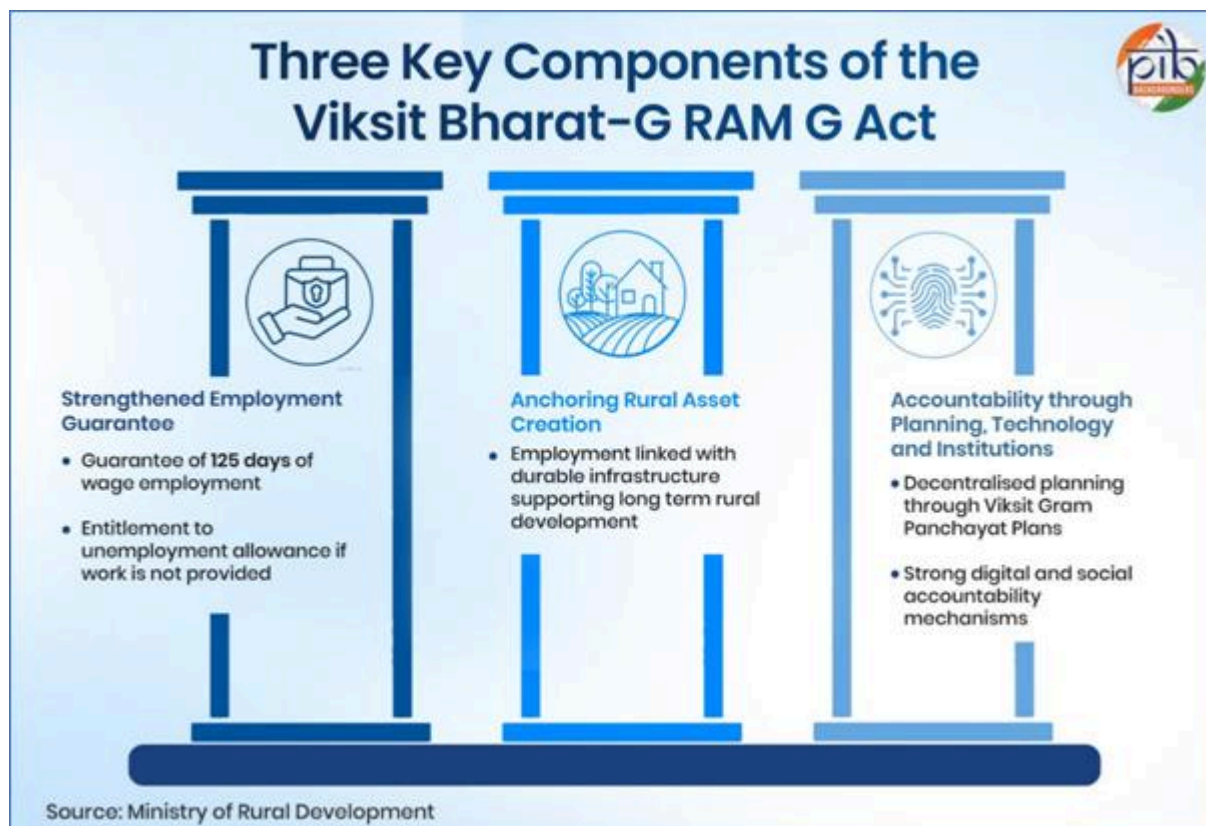 Three Key Components of the
Viksit Bharat-G RAM G Act
pib
BACKGROUNDERS
Strengthened Employment
Guarantee
• Guarantee of 125 days of
wage employment
• Entitlement to
unemployment allowance if
work is not provided
Anchoring Rural Asset
Creation
• Employment linked with
durable infrastructure
supporting long term rural
development
Accountability through
Planning, Technology
and Institutions
• Decentralised planning
through Viksit Gram
Panchayat Plans
• Strong digital and social
accountability
mechanisms
Source: Ministry of Rural Development